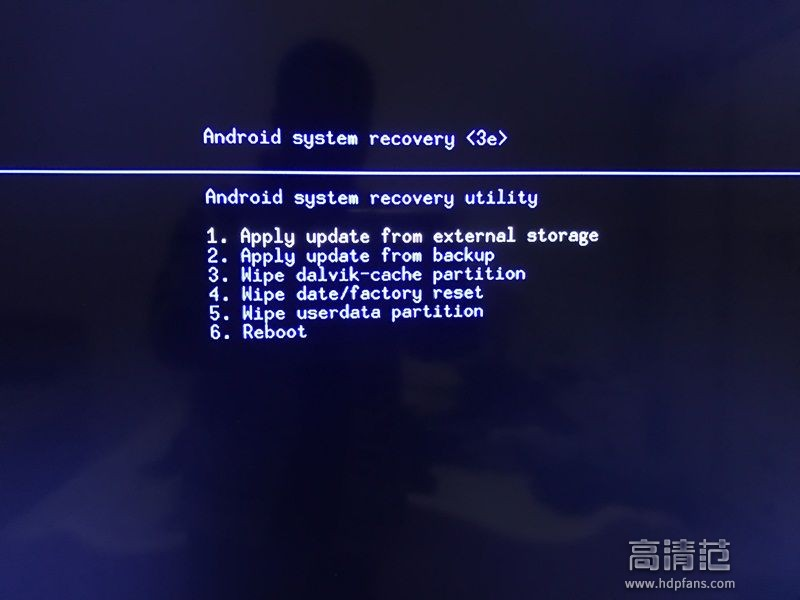 Android system recovery <3e>
Android system recovery utility
1. Apply update from external storage
2. Apply update from backup
3. Wipe dalvik-cache partition
4. Wipe date/factory reset
5. Wipe userdata partition
6. Reboot
高清范
www.hdpfans.com